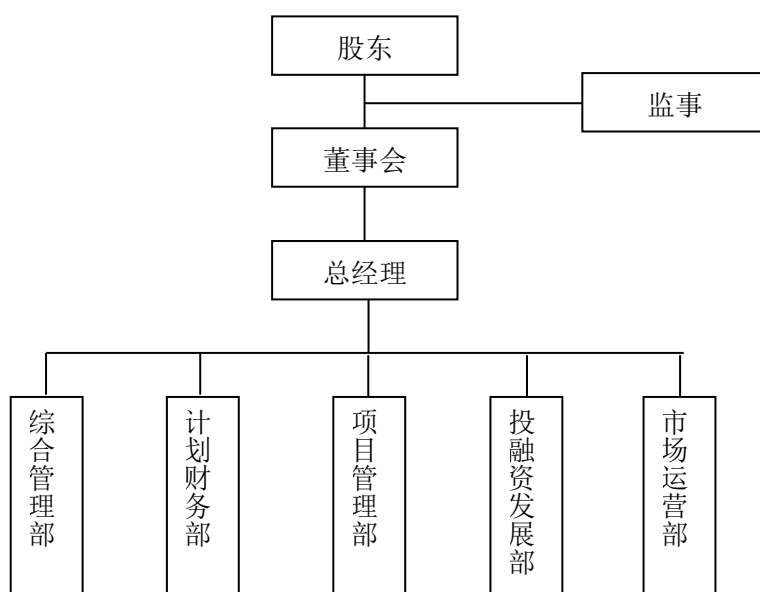 股东
监事
董事会
总经理
综合管理部
计划财务部
项目管理部
投融资发展部
市场运营部